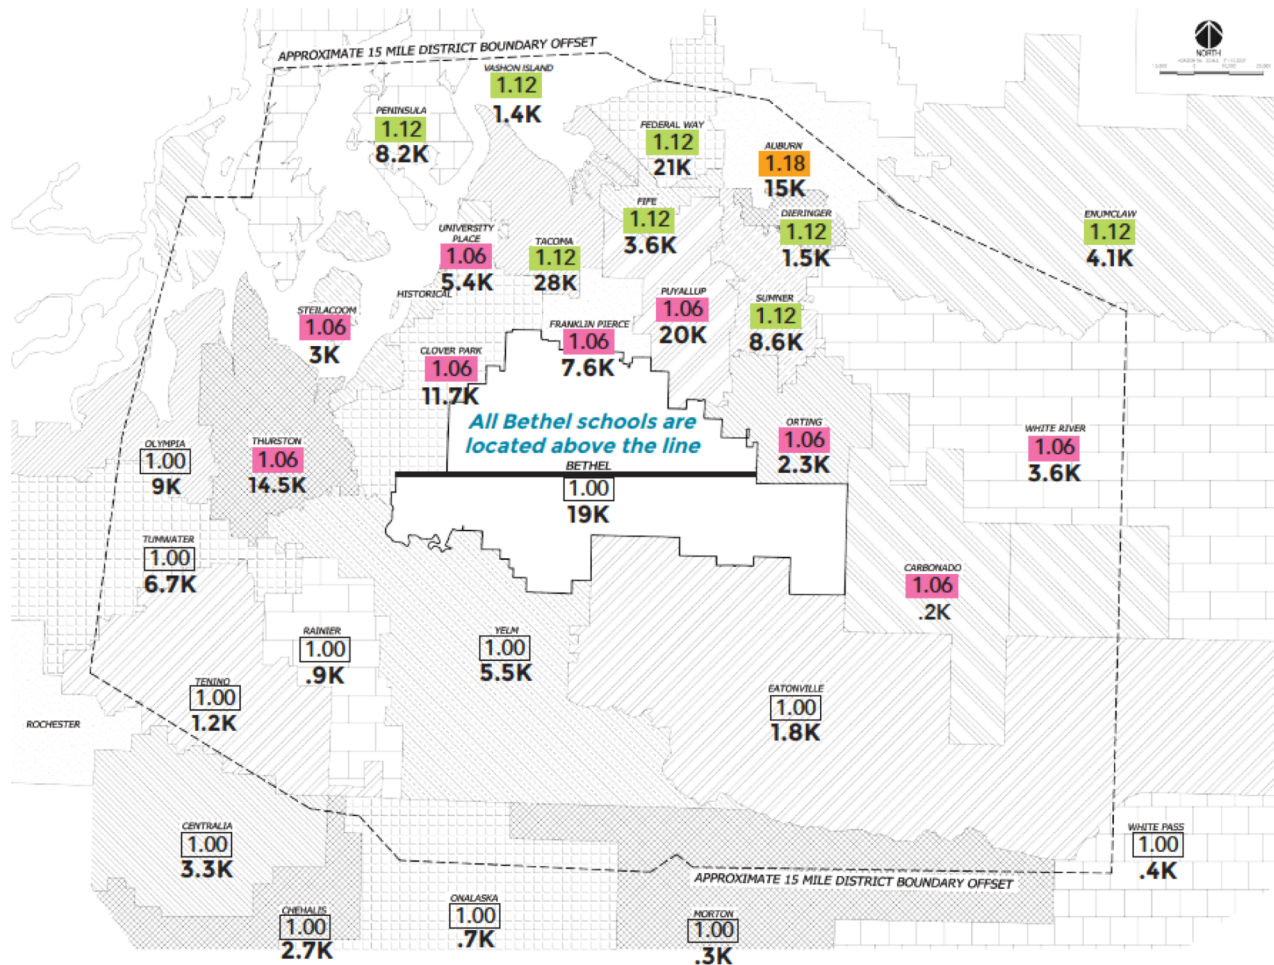 APPROXIMATE 15 MILE DISTRICT BOUNDARY OFFSET
NORTH
VASHON ISLAND
1.12
1.4K
PENINSULA
1.12
8.2K
FEDERAL WAY
1.12
21K
AUBURN
1.18
15K
FIFE
1.12
3.6K
DIERINGER
1.12
1.5K
ENUMCLAW
1.12
4.1K
UNIVERSITY
PLACE
1.06
5.4K
TACOMA
1.12
28K
HISTORICAL
STEILACOOM
1.06
3K
PUYALLUP
1.06
20K
SUMNER
1.12
8.6K
FRANKLIN PIERCE
1.06
7.6K
CLOVER PARK
1.06
11.7K
All Bethel schools are
located above the line
BETHEL
1.00
19K
ORTING
1.06
2.3K
WHITE RIVER
1.06
3.6K
OLYMPIA
1.00
9K
THURSTON
1.06
14.5K
TUMWATER
1.00
6.7K
CARBONADO
1.06
.2K
RAINIER
1.00
.9K
YELM
1.00
5.5K
TENINO
1.00
1.2K
EATONVILLE
1.00
1.8K
ROCHESTER
CENTRALIA
1.00
3.3K
WHITE PASS
1.00
.4K
APPROXIMATE 15 MILE DISTRICT BOUNDARY OFFSET
CHEHALIS
1.00
2.7K
ONALASKA
1.00
.7K
MORTON
1.00
.3K